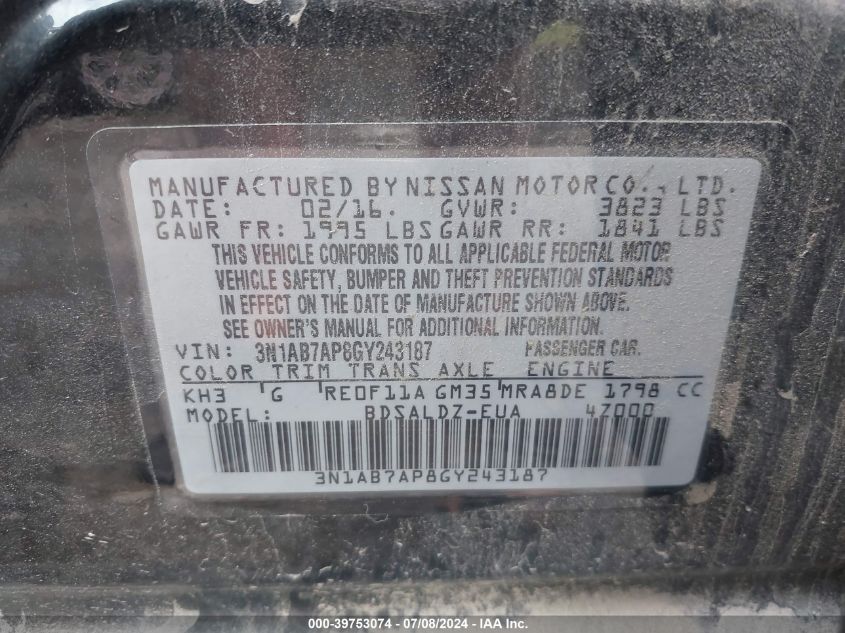 MANUFACTURED BY NISSAN MOTOR CO., LTD.
DATE: 02/16. GVWR: 3823 LBS
GAWR FR: 1995 LBS GAWR RR: 1841 LBS
THIS VEHICLE CONFORMS TO ALL APPLICABLE FEDERAL MOTOR
VEHICLE SAFETY, BUMPER AND THEFT PREVENTION STANDARDS
IN EFFECT ON THE DATE OF MANUFACTURE SHOWN ABOVE.
SEE OWNER'S MANUAL FOR ADDITIONAL INFORMATION.
VIN: 3N1AB7AP8GY243187 PASSENGER CAR.
COLOR TRIM TRANS AXLE ENGINE
KH3 G RE0F11A GM35 MRA8DE 1798 CC
MODEL: BDSALDZ-EUA 4Z000
3N1AB7AP8GY243187
000-39753074 | 07/08/2024 - IAA Inc.